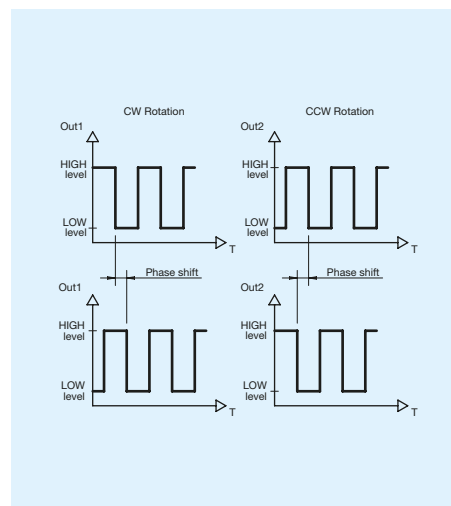 CW Rotation
CCW Rotation
Out1
Out2
HIGH
level
HIGH
level
LOW
level
LOW
level
T
T
Phase shift
Phase shift
Out1
Out2
HIGH
level
HIGH
level
LOW
level
LOW
level
T
T